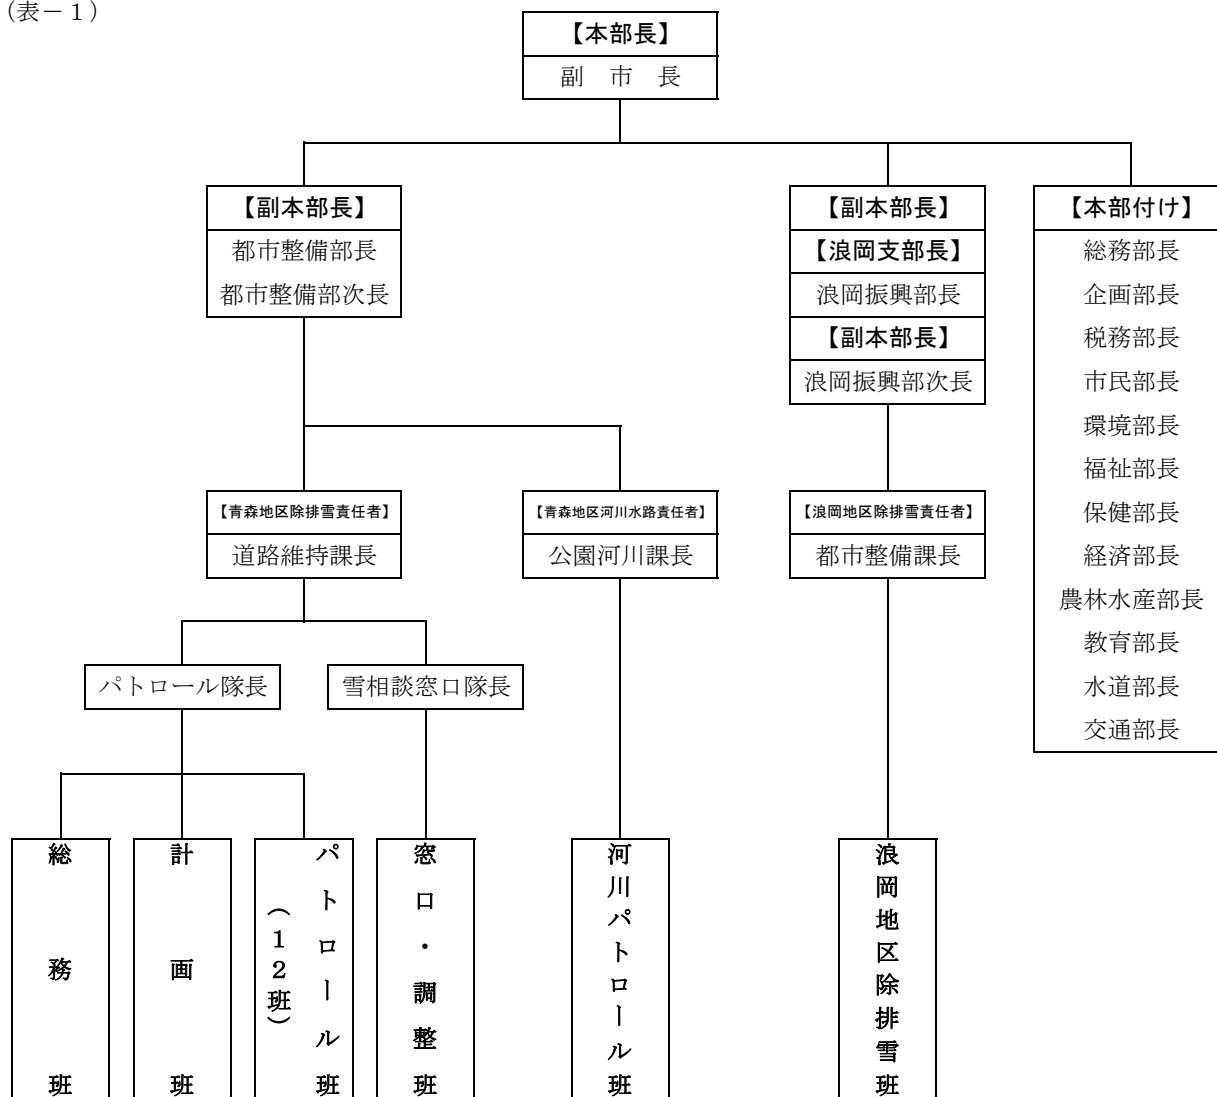 (表－１)
【本部長】
副　市　長
【副本部長】
都市整備部長
都市整備部次長
【副本部長】
【浪岡支部長】
浪岡振興部長
【副本部長】
浪岡振興部次長
【本部付け】
総務部長
企画部長
税務部長
市民部長
環境部長
福祉部長
保健部長
経済部長
農林水産部長
教育部長
水道部長
交通部長
【青森地区除排雪責任者】
道路維持課長
【青森地区河川水路責任者】
公園河川課長
【浪岡地区除排雪責任者】
都市整備課長
パトロール隊長
雪相談窓口隊長
総務班
計画班
パトロール班
（１２班）
窓口・調整班
河川パトロール班
浪岡地区除排雪班